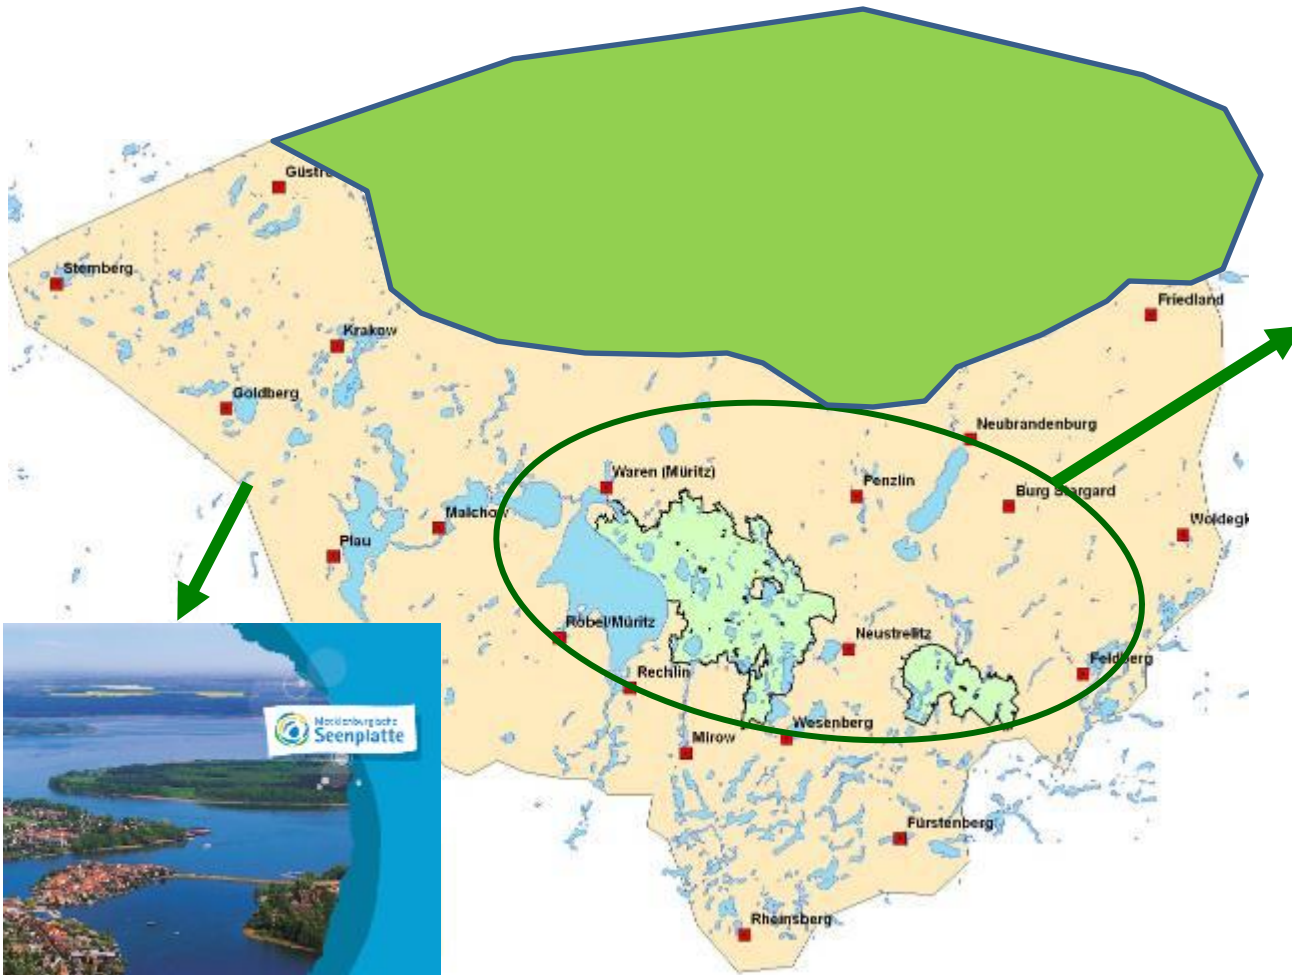 Güstro
Sternberg
Friedland
Krakow
Goldberg
Neubrandenburg
Waren (Müritz)
Penzlin
Burg Stargard
Malchow
Woldegk
Plau
Röbel/Müritz
Neustrelitz
Feldberg
Rechlin
Mecklenburgische
Seenplatte
Wesenberg
Mirow
Fürstenberg
Rheinsberg